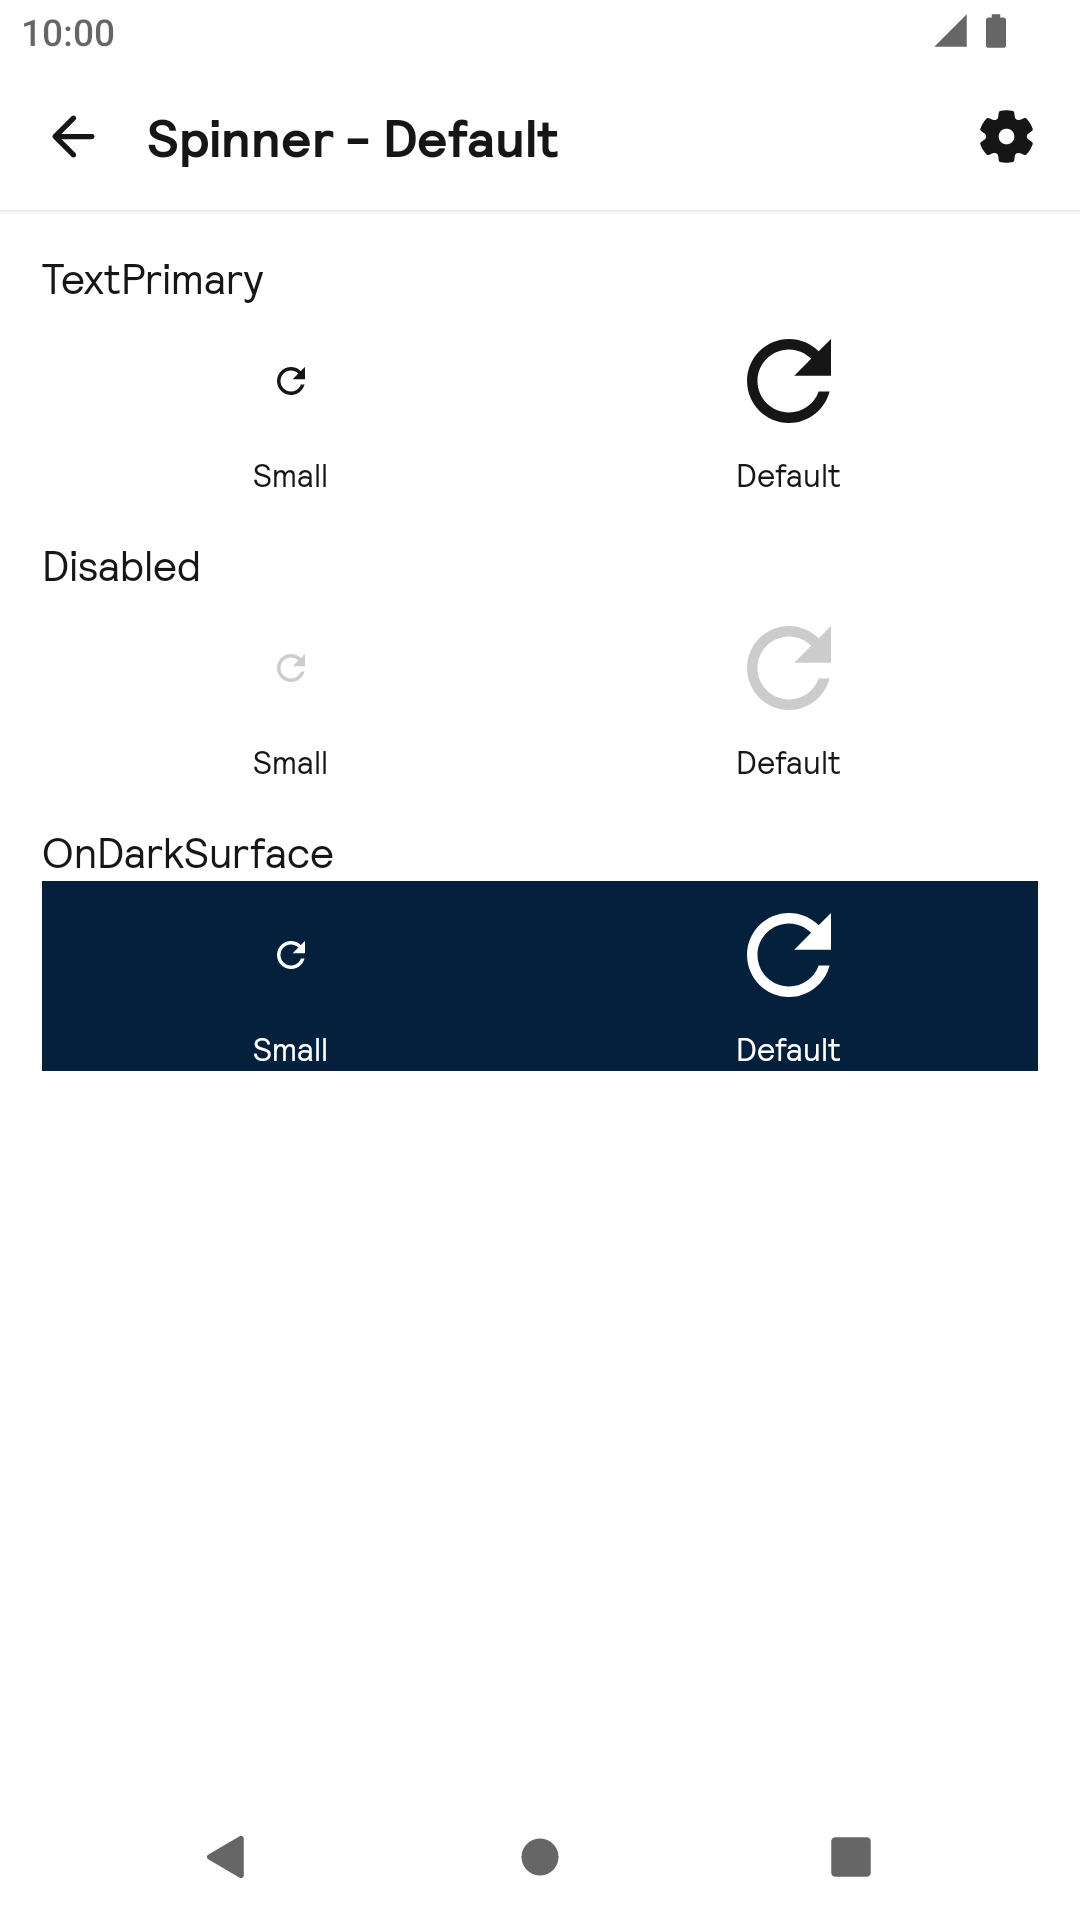 10:00
Spinner - Default
TextPrimary
Small Default
Disabled
Small Default
OnDarkSurface
Small Default